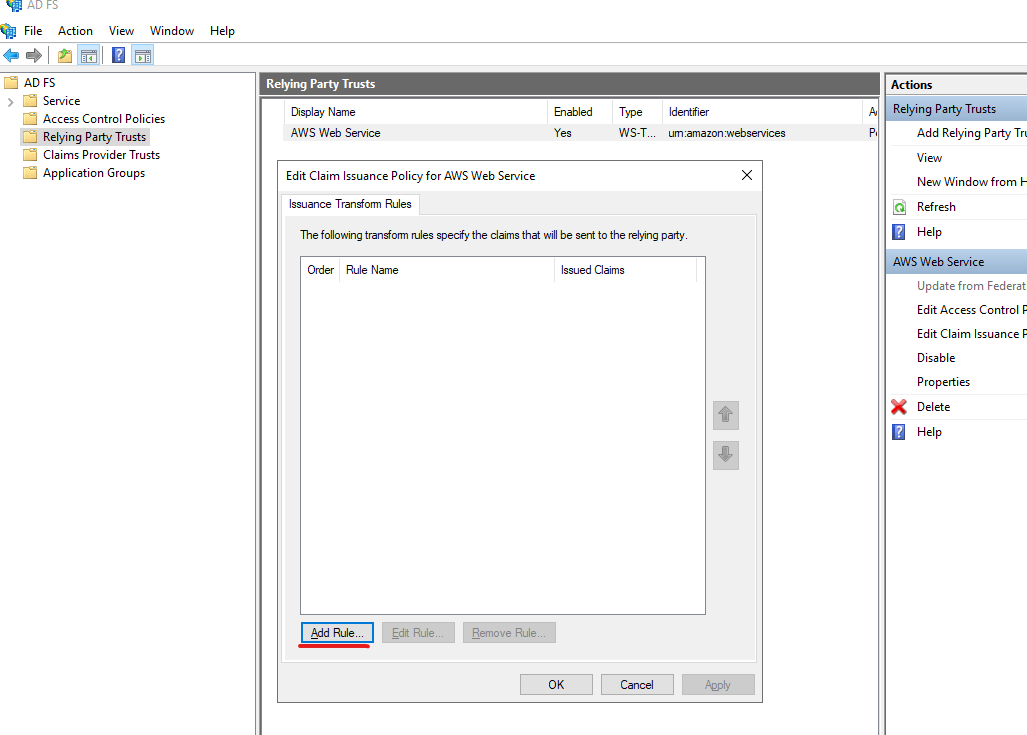 AD FS
File Action View Window Help
AD FS
Service
Access Control Policies
Relying Party Trusts
Claims Provider Trusts
Application Groups
Relying Party Trusts
Display Name Enabled Type Identifier
AWS Web Service Yes WS-T... urn:amazon:webservices
Edit Claim Issuance Policy for AWS Web Service
Issuance Transform Rules
The following transform rules specify the claims that will be sent to the relying party.
Order Rule Name Issued Claims
Add Rule... Edit Rule... Remove Rule...
OK Cancel Apply
Actions
Relying Party Trusts
Add Relying Party Tru
View
New Window from H
Refresh
Help
AWS Web Service
Update from Federat
Edit Access Control P
Edit Claim Issuance P
Disable
Properties
Delete
Help